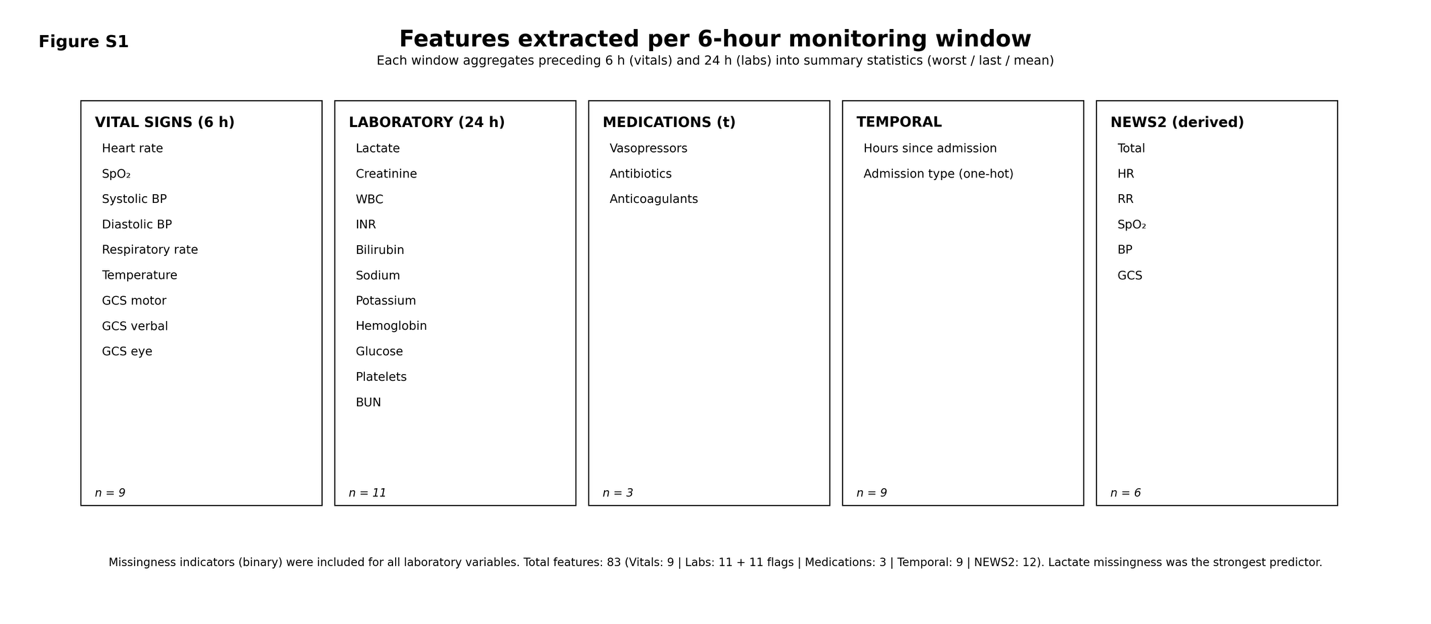 Figure S1
Features extracted per 6-hour monitoring window
Each window aggregates preceding 6 h (vitals) and 24 h (labs) into summary statistics (worst / last / mean)
VITAL SIGNS (6 h)
Heart rate
SpO₂
Systolic BP
Diastolic BP
Respiratory rate
Temperature
GCS motor
GCS verbal
GCS eye
n = 9
LABORATORY (24 h)
Lactate
Creatinine
WBC
INR
Bilirubin
Sodium
Potassium
Hemoglobin
Glucose
Platelets
BUN
n = 11
MEDICATIONS (t)
Vasopressors
Antibiotics
Anticoagulants
n = 3
TEMPORAL
Hours since admission
Admission type (one-hot)
n = 9
NEWS2 (derived)
Total
HR
RR
SpO₂
BP
GCS
n = 6
Missingness indicators (binary) were included for all laboratory variables. Total features: 83 (Vitals: 9 | Labs: 11 + 11 flags | Medications: 3 | Temporal: 9 | NEWS2: 12). Lactate missingness was the strongest predictor.